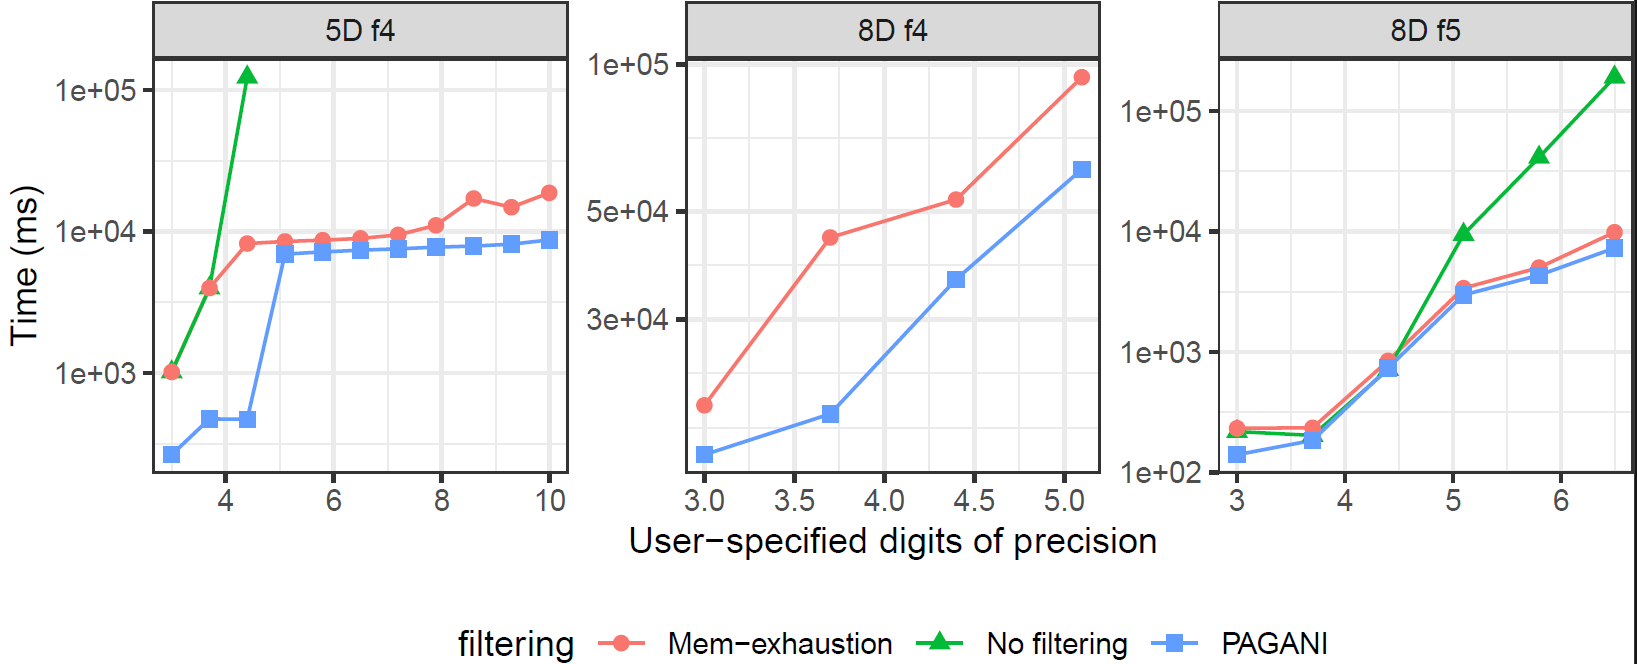 5D f4
8D f4
8D f5
Time (ms)
1e+05
1e+04
1e+03
4 6 8 10
1e+05
5e+04
3e+04
3.0 3.5 4.0 4.5 5.0
1e+05
1e+04
1e+03
1e+02
3 4 5 6
User−specified digits of precision
filtering Mem−exhaustion No filtering PAGANI